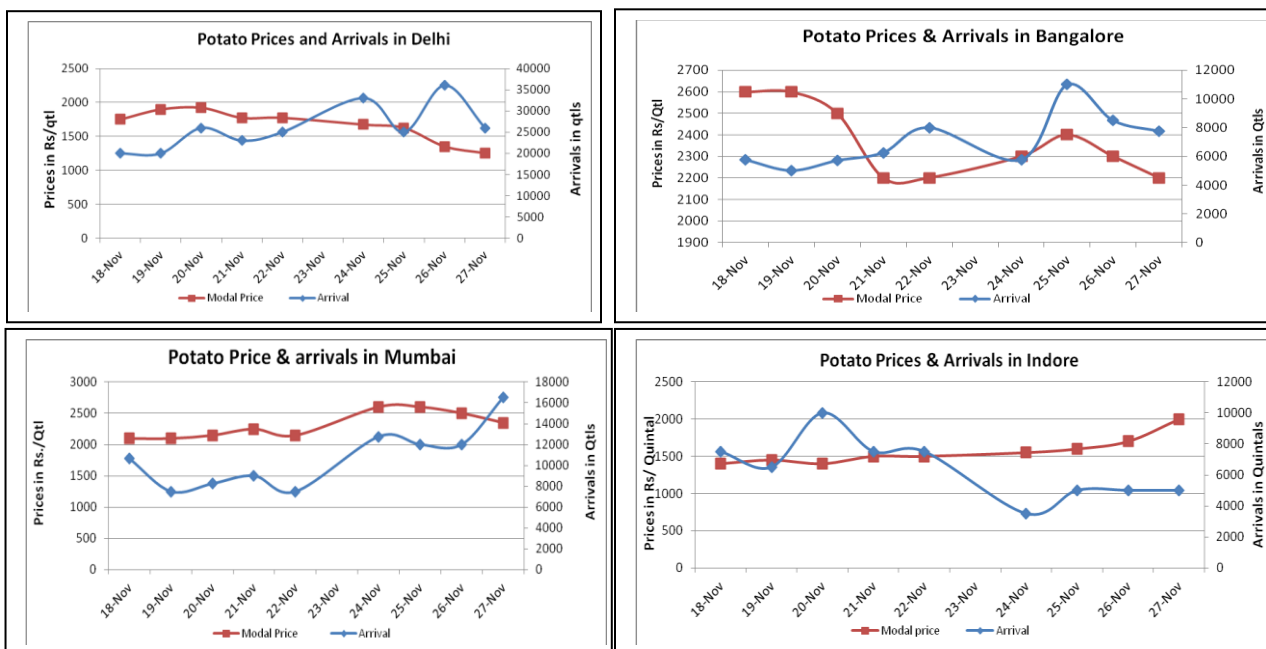 Potato Prices and Arrivals in Delhi
Prices in Rs/qtl
2500
2000
1500
1000
500
0
40000
35000
30000
25000
20000
15000
10000
5000
0
Arrivals in qtls
18-Nov
19-Nov
20-Nov
21-Nov
22-Nov
23-Nov
24-Nov
25-Nov
26-Nov
27-Nov
Modal Price
Arrival
Potato Prices & Arrivals in Bangalore
Prices in Rs/Qtl
2700
2600
2500
2400
2300
2200
2100
2000
1900
12000
10000
8000
6000
4000
2000
0
Arrivals in Qtls
18-Nov
19-Nov
20-Nov
21-Nov
22-Nov
23-Nov
24-Nov
25-Nov
26-Nov
27-Nov
Modal Price
Arrival
Potato Price & arrivals in Mumbai
Prices in Rs./Qtl
3000
2500
2000
1500
1000
500
0
18000
16000
14000
12000
10000
8000
6000
4000
2000
0
Arrivals in Qtls
18-Nov
19-Nov
20-Nov
21-Nov
22-Nov
23-Nov
24-Nov
25-Nov
26-Nov
27-Nov
Modal Price
Arrival
Potato Prices & Arrivals in Indore
Prices in Rs/ Quintal
2500
2000
1500
1000
500
0
12000
10000
8000
6000
4000
2000
0
Arrivals in Quintals
18-Nov
19-Nov
20-Nov
21-Nov
22-Nov
23-Nov
24-Nov
25-Nov
26-Nov
27-Nov
Modal price
Arrival